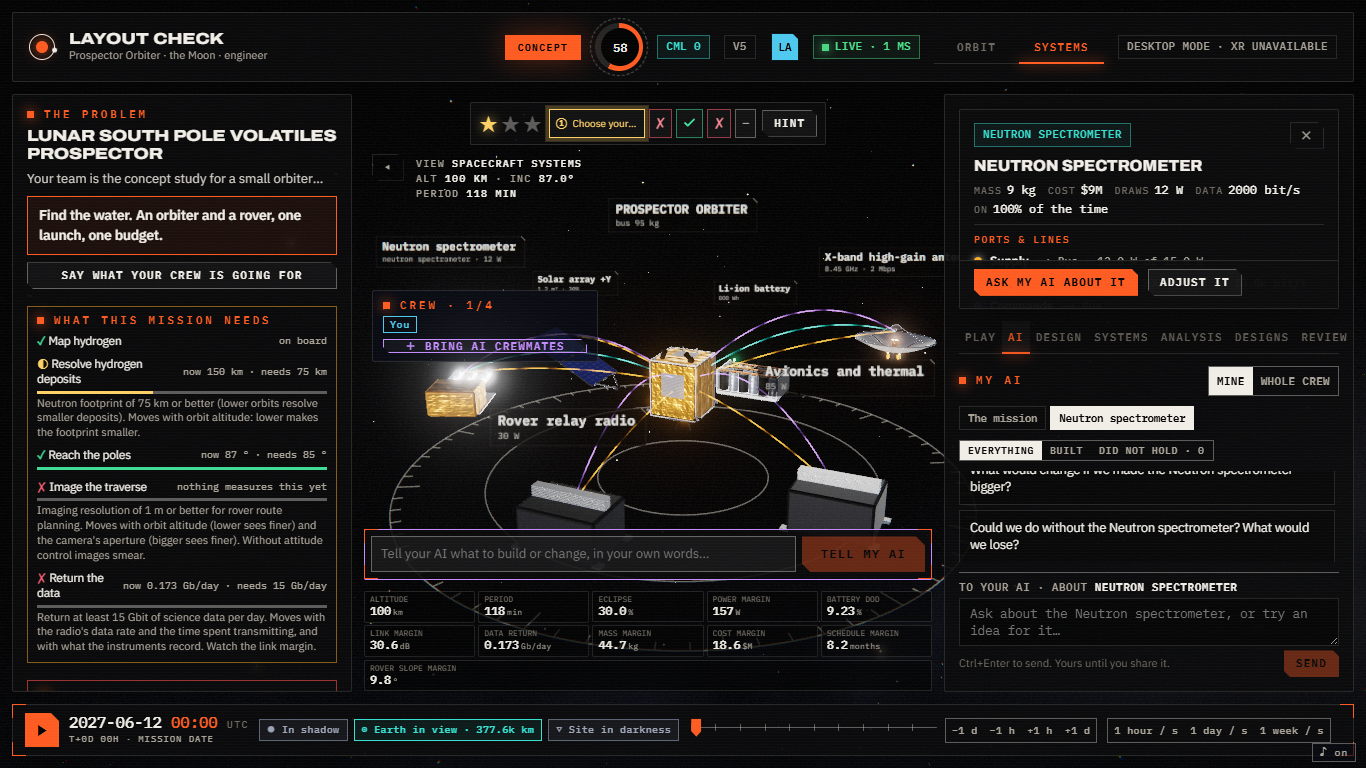 LAYOUT CHECK
Prospector Orbiter · the Moon · engineer
CONCEPT
58
CML 0
V5
LA
LIVE · 1 MS
ORBIT
SYSTEMS
DESKTOP MODE · XR UNAVAILABLE
THE PROBLEM
LUNAR SOUTH POLE VOLATILES
PROSPECTOR
Your team is the concept study for a small orbiter...
Find the water. An orbiter and a rover, one
launch, one budget.
SAY WHAT YOUR CREW IS GOING FOR
WHAT THIS MISSION NEEDS
✓ Map hydrogen on board
Resolve hydrogen
deposits
now 150 km · needs 75 km
Neutron footprint of 75 km or better (lower orbits resolve
smaller deposits). Moves with orbit altitude: lower makes
the footprint smaller.
✓ Reach the poles now 87 ° · needs 85 °
✗ Image the traverse nothing measures this yet
Imaging resolution of 1 m or better for rover route
planning. Moves with orbit altitude (lower sees finer) and
the camera's aperture (bigger sees finer). Without attitude
control images smear.
✗ Return the
data
now 0.173 Gb/day · needs 15 Gb/day
Return at least 15 Gbit of science data per day. Moves with
the radio's data rate and the time spent transmitting, and
with what the instruments record. Watch the link margin.
① Choose your...
✗
✓
✗
–
HINT
VIEW SPACECRAFT SYSTEMS
ALT 100 KM · INC 87.0°
PERIOD 118 MIN
PROSPECTOR ORBITER
bus 95 kg
Neutron spectrometer
neutron spectrometer · 12 W
Solar array +Y
X-band high-gain an
8.45 GHz · 2 Mbps
Li-ion battery
800 Wh
CREW · 1/4
You
+ BRING AI CREWMATES
Avionics and thermal
85 W
Rover relay radio
30 W
Tell your AI what to build or change, in your own words...
TELL MY AI
ALTITUDE
100 km
PERIOD
118 min
ECLIPSE
30.0 %
POWER MARGIN
157 W
BATTERY DOD
9.23 %
LINK MARGIN
30.6 dB
DATA RETURN
0.173 Gb/day
MASS MARGIN
44.7 kg
COST MARGIN
18.6 $M
SCHEDULE MARGIN
8.2 months
ROVER SLOPE MARGIN
9.8 °
NEUTRON SPECTROMETER
✕
NEUTRON SPECTROMETER
MASS 9 kg COST $9M DRAWS 12 W DATA 2000 bit/s
ON 100% of the time
PORTS & LINES
ASK MY AI ABOUT IT
ADJUST IT
PLAY AI DESIGN SYSTEMS ANALYSIS DESIGNS REVIEW
MY AI
MINE
WHOLE CREW
The mission
Neutron spectrometer
EVERYTHING BUILT DID NOT HOLD · 0
What would change if we made the Neutron spectrometer
bigger?
Could we do without the Neutron spectrometer? What would
we lose?
TO YOUR AI · ABOUT NEUTRON SPECTROMETER
Ask about the Neutron spectrometer, or try an
idea for it…
Ctrl+Enter to send. Yours until you share it.
SEND
2027-06-12 00:00 UTC
T+0D 00H · MISSION DATE
In shadow
Earth in view · 377.6k km
Site in darkness
−1 d −1 h +1 h +1 d
1 hour / s 1 day / s 1 week / s
♪ on